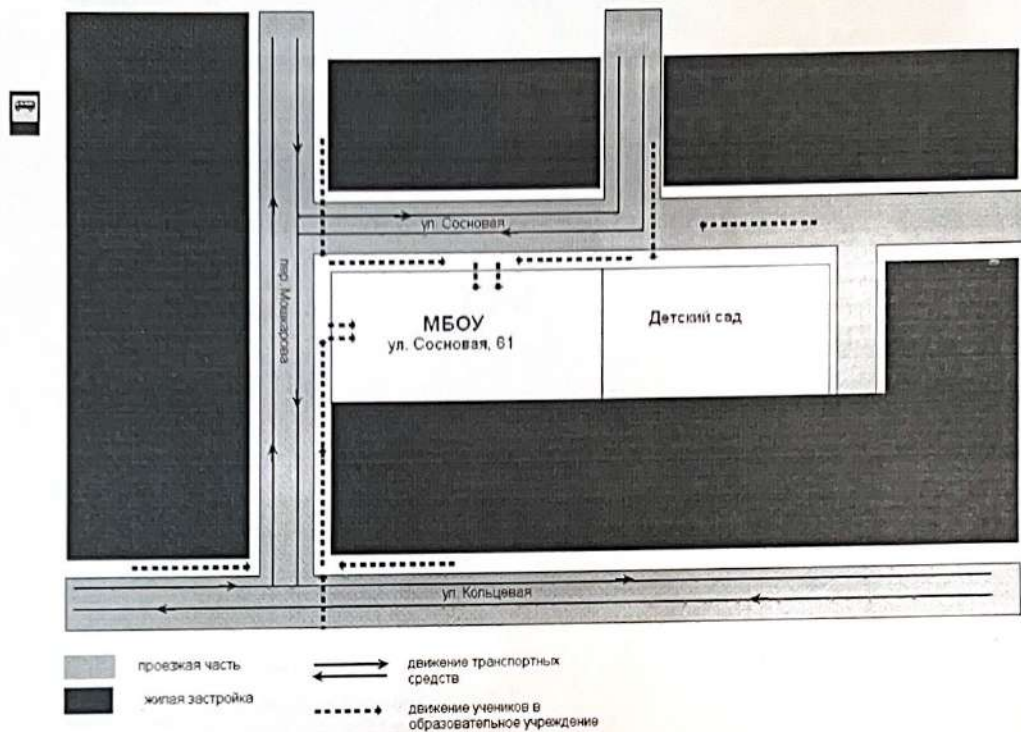 ул. Сосновая
пер. Мошкарова
МБОУ
ул. Сосновая, 61
Детский сад
ул. Кольцевая
проезжая часть
жилая застройка
движение транспортных
средств
движение учеников в
образовательное учреждение